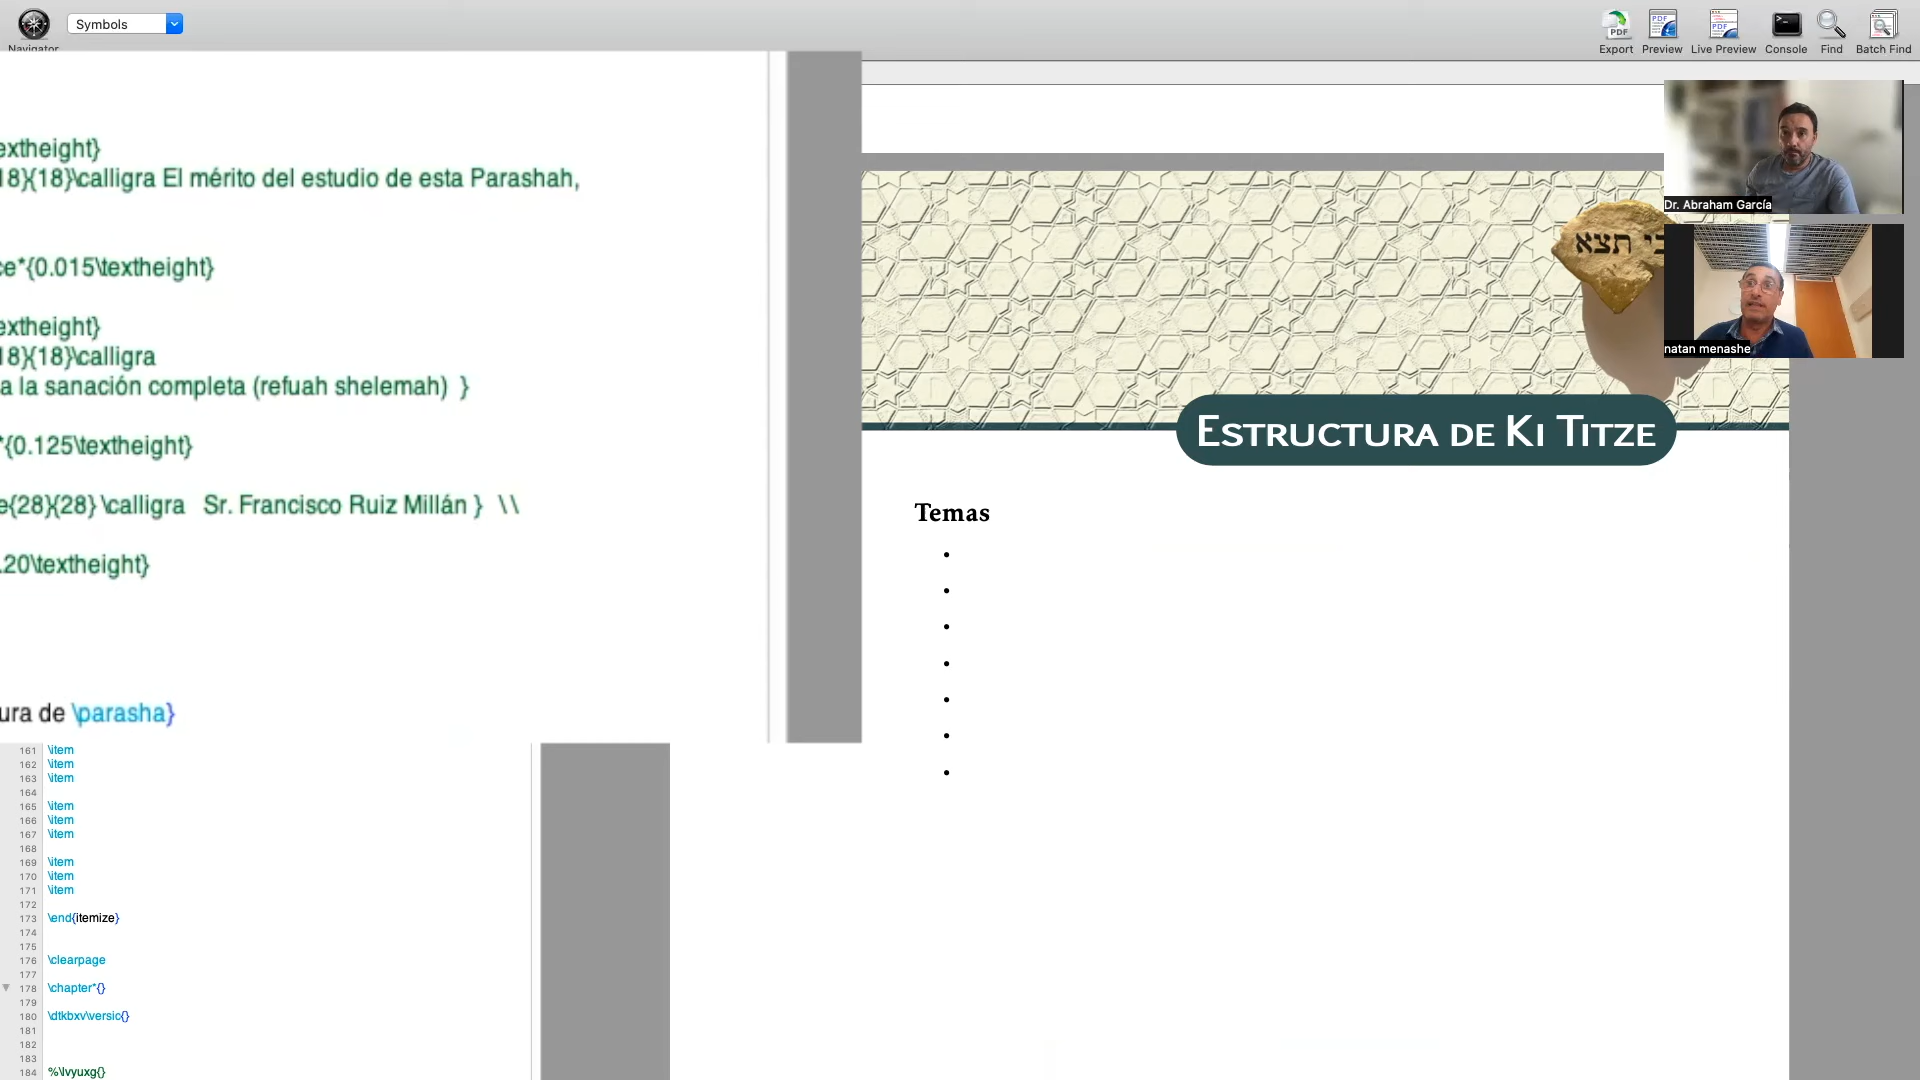 Symbols
Navigator
Export
Preview
Live Preview
Console
Find
Batch Find
extheight}
18}{18}\calligra El mérito del estudio de esta Parashah,
ce*{0.015\textheight}
extheight}
18}{18}\calligra
a la sanación completa (refuah shelemah)  }
*{0.125\textheight}
e{28}{28} \calligra   Sr. Francisco Ruiz Millán }  \\
.20\textheight}
ura de \parasha}
161 \item
162 \item
163 \item
164
165 \item
166 \item
167 \item
168
169 \item
170 \item
171 \item
172
173 \end{itemize}
174
175
176 \clearpage
177
178 \chapter*{}
179
180 \dtkbxv\versic{}
181
182
183
184 %\lvyuxg{}
כי תצא
Estructura de Ki Titze
Temas
•
•
•
•
•
•
•
Dr. Abraham García
natan menashe